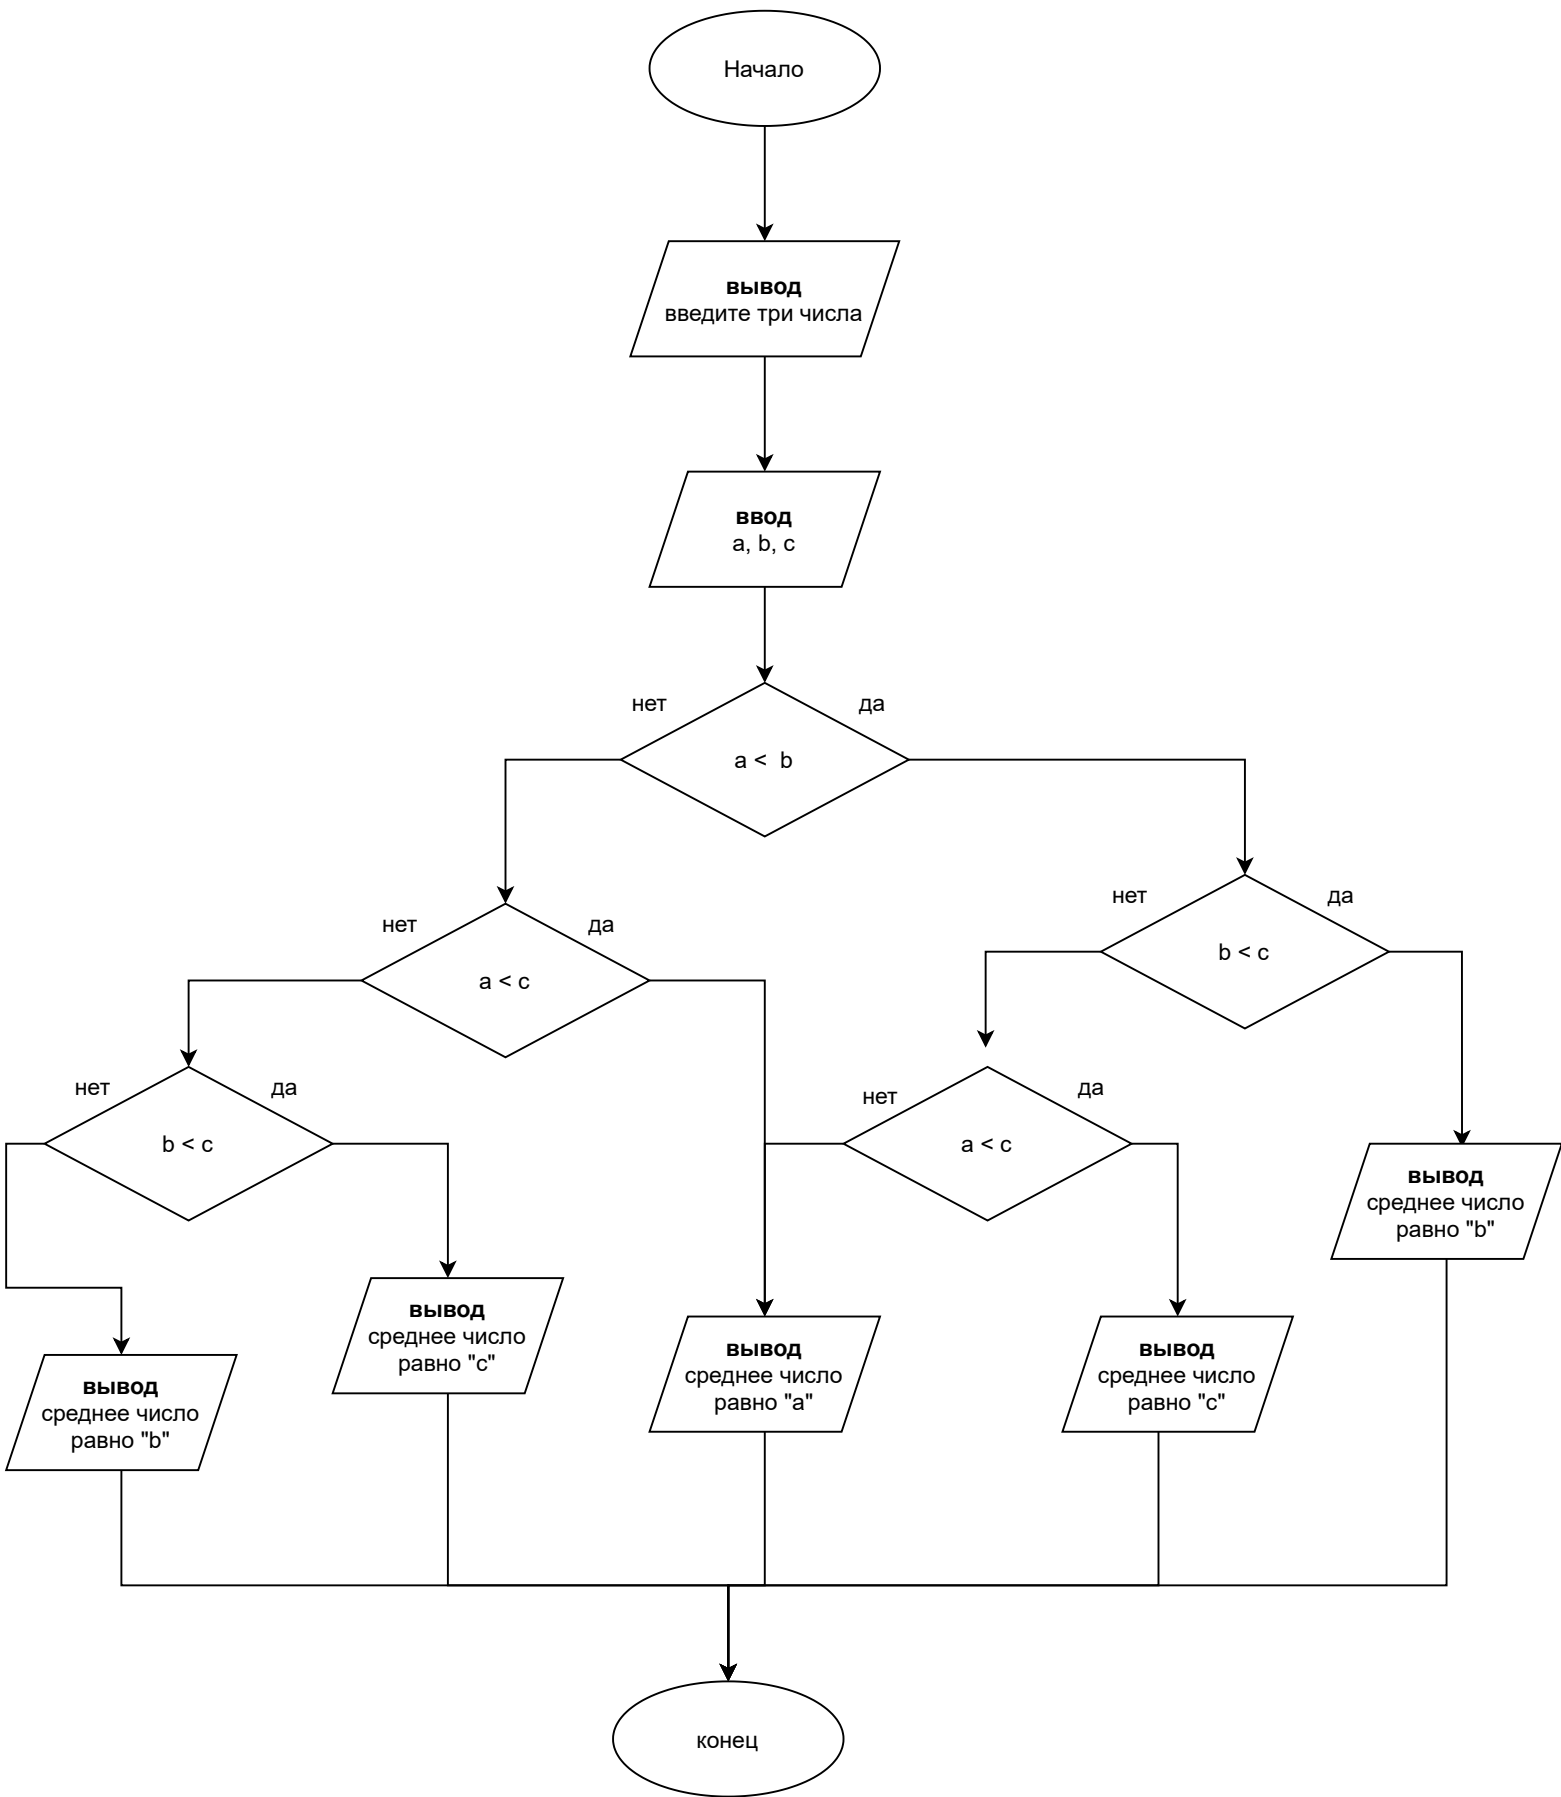 Начало
вывод
введите три числа
ввод
a, b, c
нет
да
a <  b
нет
да
b < c
нет
да
a < c
нет
да
b < c
нет
да
a < c
вывод
среднее число
равно "b"
вывод
среднее число
равно "c"
вывод
среднее число
равно "a"
вывод
среднее число
равно "c"
вывод
среднее число
равно "b"
конец